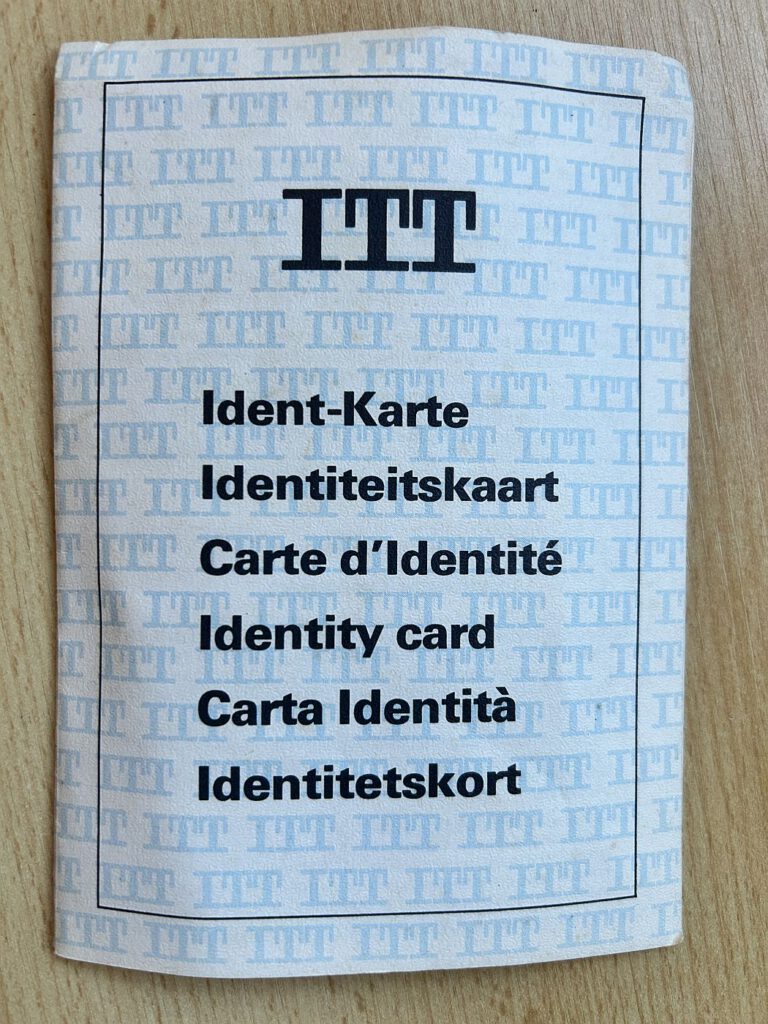 ITT
Ident-Karte
Identiteitskaart
Carte d'Identité
Identity card
Carta Identità
Identitetskort